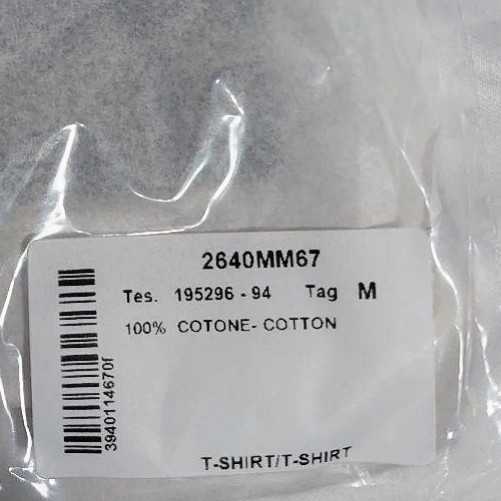 2640MM67
Tes. 195296 - 94 Tag M
100% COTONE- COTTON
3940114670f
T-SHIRT/T-SHIRT